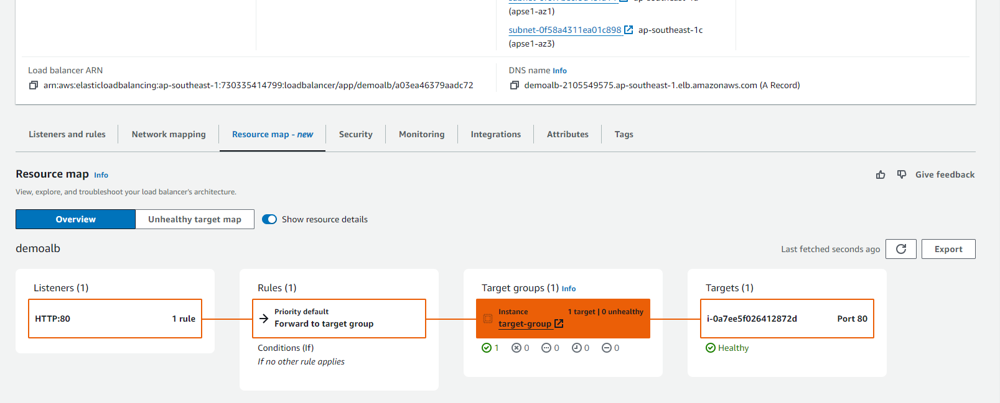 (apse1-az1)
subnet-0f58a4311ea01c898 ap-southeast-1c
(apse1-az3)
Load balancer ARN
arn:aws:elasticloadbalancing:ap-southeast-1:730335414799:loadbalancer/app/demoalb/a03ea46379aadc72
DNS name Info
demoalb-2105549575.ap-southeast-1.elb.amazonaws.com (A Record)
Listeners and rules
Network mapping
Resource map - new
Security
Monitoring
Integrations
Attributes
Tags
Resource map Info
Give feedback
View, explore, and troubleshoot your load balancer's architecture.
Overview
Unhealthy target map
Show resource details
demoalb
Last fetched seconds ago
Export
Listeners (1)
HTTP:80 1 rule
Rules (1)
Priority default
Forward to target group
Conditions (If)
If no other rule applies
Target groups (1) Info
Instance 1 target | 0 unhealthy
target-group
1 0 0 0 0
Targets (1)
i-0a7ee5f026412872d Port 80
Healthy